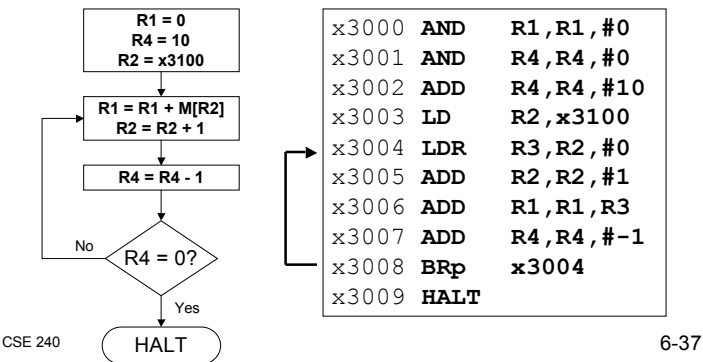 R1 = 0
R4 = 10
R2 = x3100
R1 = R1 + M[R2]
R2 = R2 + 1
R4 = R4 - 1
No
R4 = 0?
Yes
HALT
x3000 AND R1,R1,#0
x3001 AND R4,R4,#0
x3002 ADD R4,R4,#10
x3003 LD R2,x3100
x3004 LDR R3,R2,#0
x3005 ADD R2,R2,#1
x3006 ADD R1,R1,R3
x3007 ADD R4,R4,#-1
x3008 BRp x3004
x3009 HALT
CSE 240
6-37